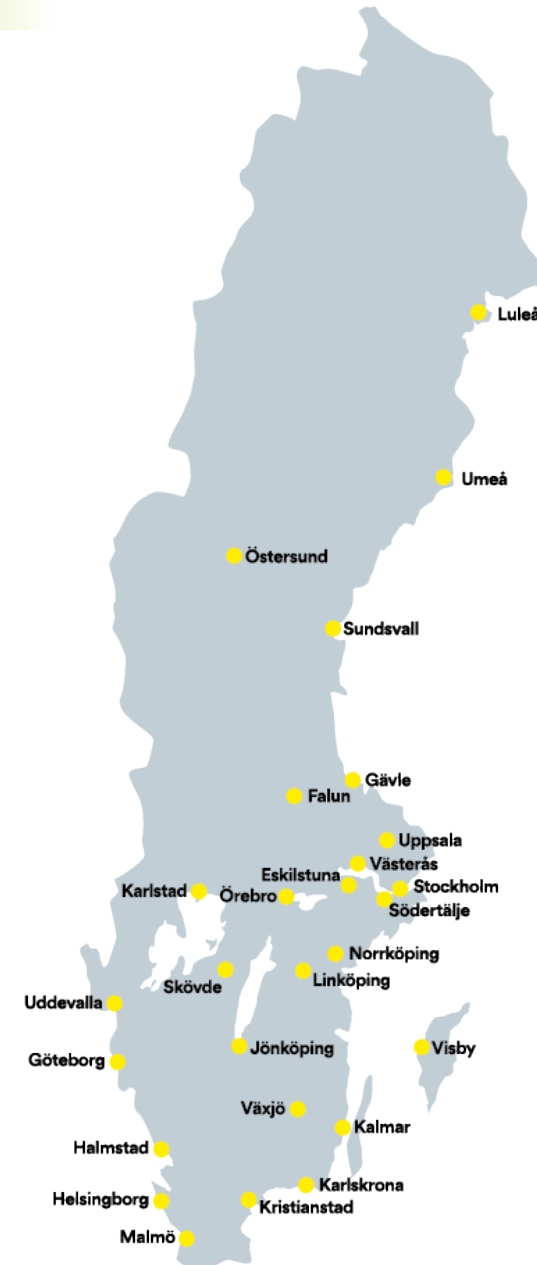 Luleå
Umeå
Östersund
Sundsvall
Gävle
Falun
Uppsala
Västerås
Eskilstuna
Stockholm
Karlstad
Örebro
Södertälje
Norrköping
Linköping
Skövde
Uddevalla
Jönköping
Visby
Göteborg
Växjö
Kalmar
Halmstad
Karlskrona
Helsingborg
Kristianstad
Malmö